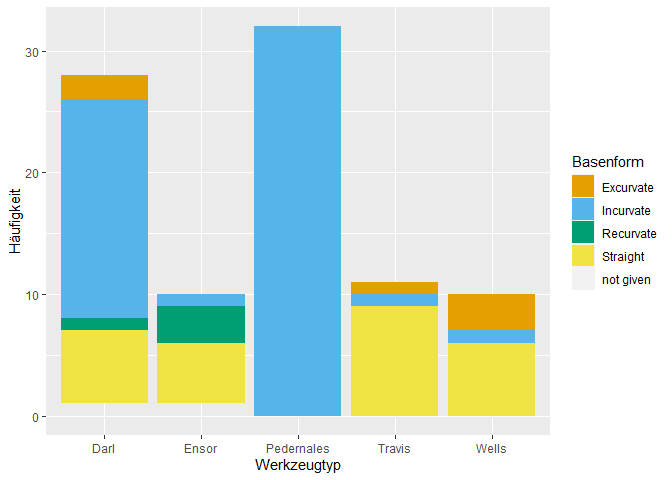 Häufigkeit
30
20
10
0
Darl
Ensor
Pedernales
Travis
Wells
Werkzeugtyp
Basenform
Excurvate
Incurvate
Recurvate
Straight
not given